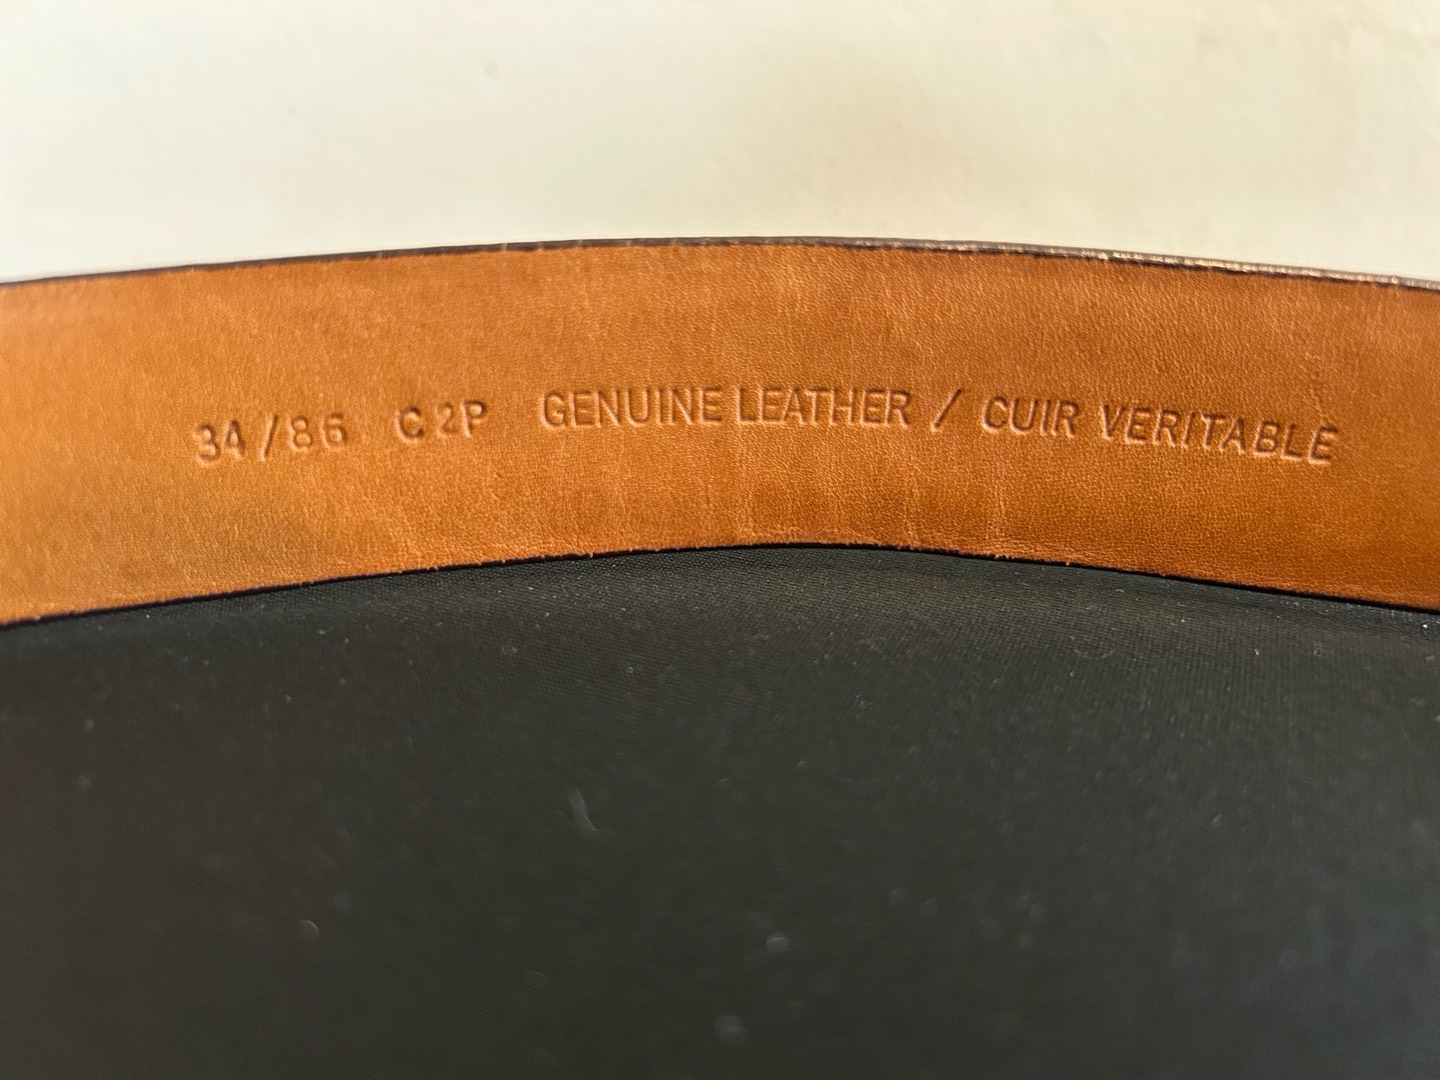 34/86 C2P GENUINE LEATHER / CUIR VERITABLE